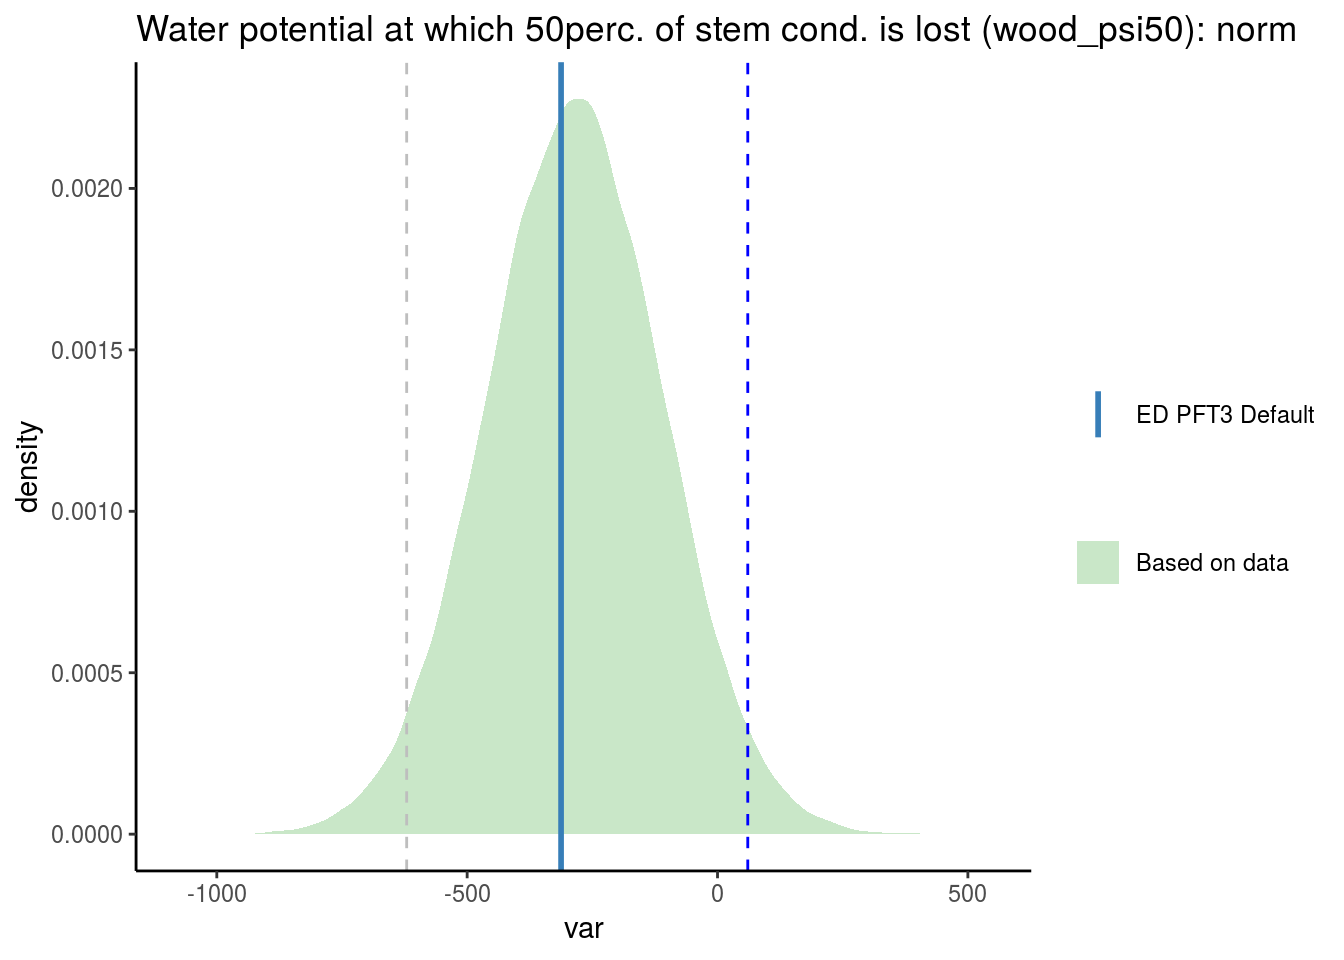 Water potential at which 50perc. of stem cond. is lost (wood_psi50): norm
density
0.0020
0.0015
0.0010
0.0005
0.0000
-1000
-500
0
500
var
ED PFT3 Default
Based on data